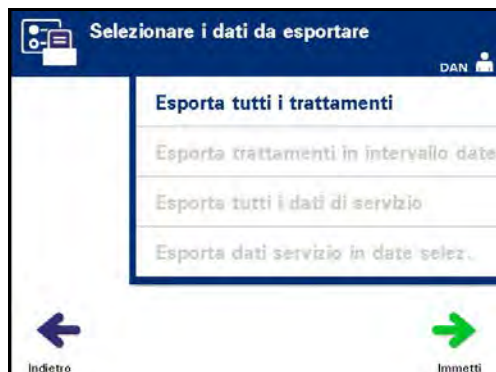 Selezionare i dati da esportare
DAN
Esporta tutti i trattamenti
Esporta trattamenti in intervallo date
Esporta tutti i dati di servizio
Esporta dati servizio in date selez.
Indietro
Immetti